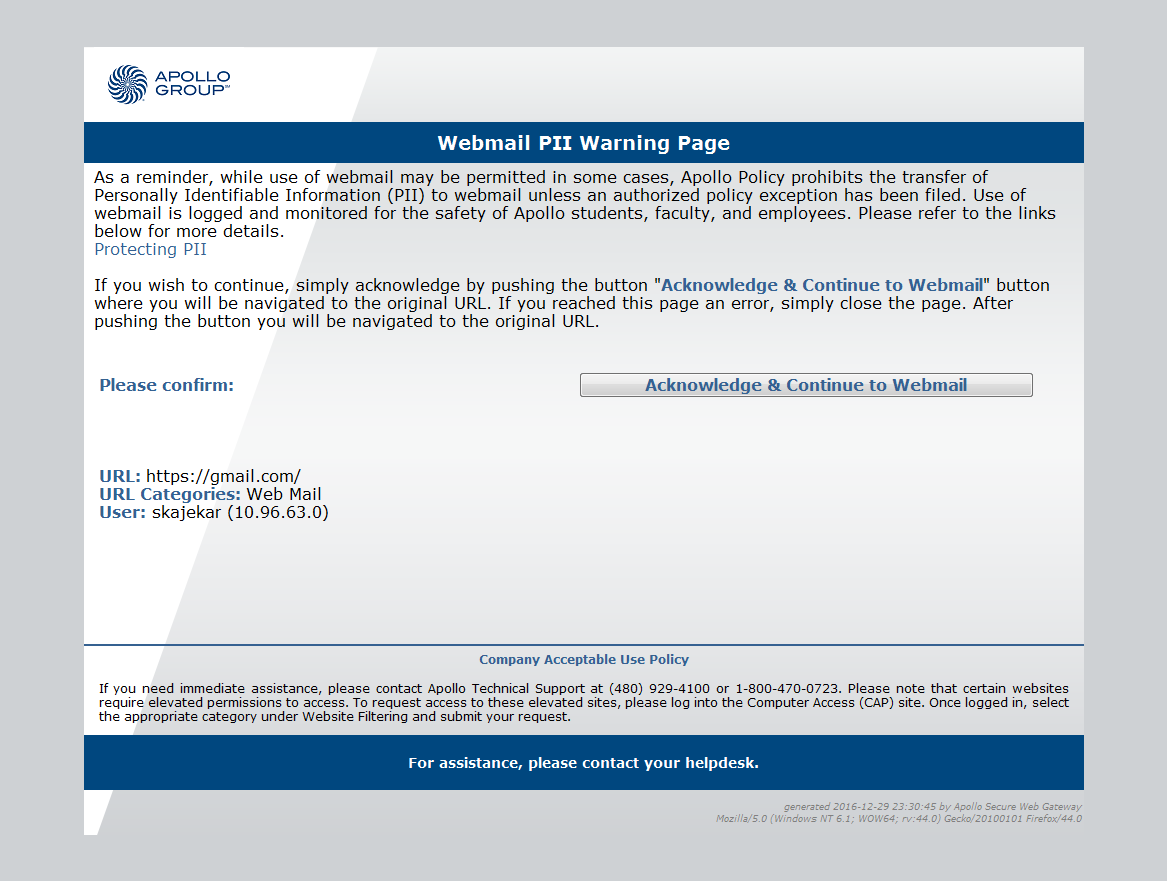 APOLLO
GROUP℠
Webmail PII Warning Page
As a reminder, while use of webmail may be permitted in some cases, Apollo Policy prohibits the transfer of
Personally Identifiable Information (PII) to webmail unless an authorized policy exception has been filed. Use of
webmail is logged and monitored for the safety of Apollo students, faculty, and employees. Please refer to the links
below for more details.
Protecting PII
If you wish to continue, simply acknowledge by pushing the button "Acknowledge & Continue to Webmail" button
where you will be navigated to the original URL. If you reached this page an error, simply close the page. After
pushing the button you will be navigated to the original URL.
Please confirm: Acknowledge & Continue to Webmail
URL: https://gmail.com/
URL Categories: Web Mail
User: skajekar (10.96.63.0)
Company Acceptable Use Policy
If you need immediate assistance, please contact Apollo Technical Support at (480) 929-4100 or 1-800-470-0723. Please note that certain websites
require elevated permissions to access. To request access to these elevated sites, please log into the Computer Access (CAP) site. Once logged in, select
the appropriate category under Website Filtering and submit your request.
For assistance, please contact your helpdesk.
generated 2016-12-29 23:30:45 by Apollo Secure Web Gateway
Mozilla/5.0 (Windows NT 6.1; WOW64; rv:44.0) Gecko/20100101 Firefox/44.0